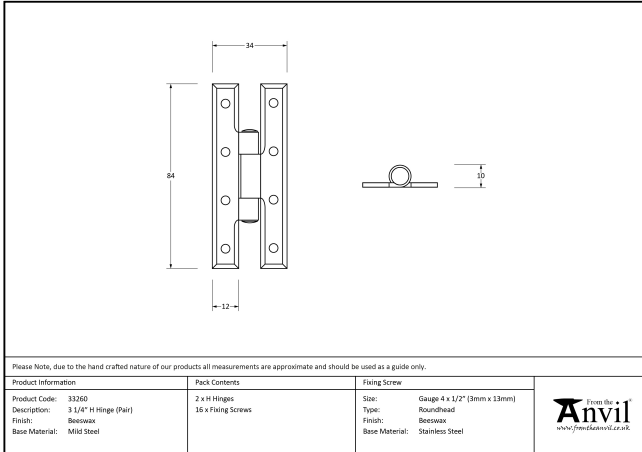 34
84
10
12
Please Note, due to the hand crafted nature of our products all measurements are approximate and should be used as a guide only.
Product Information
Product Code: 33260
Description: 3 1/4" H Hinge (Pair)
Finish: Beeswax
Base Material: Mild Steel
Pack Contents
2 x H Hinges
16 x Fixing Screws
Fixing Screw
Size: Gauge 4 x 1/2" (3mm x 13mm)
Type: Roundhead
Finish: Beeswax
Base Material: Stainless Steel
From the
Anvil®
www.fromtheanvil.co.uk